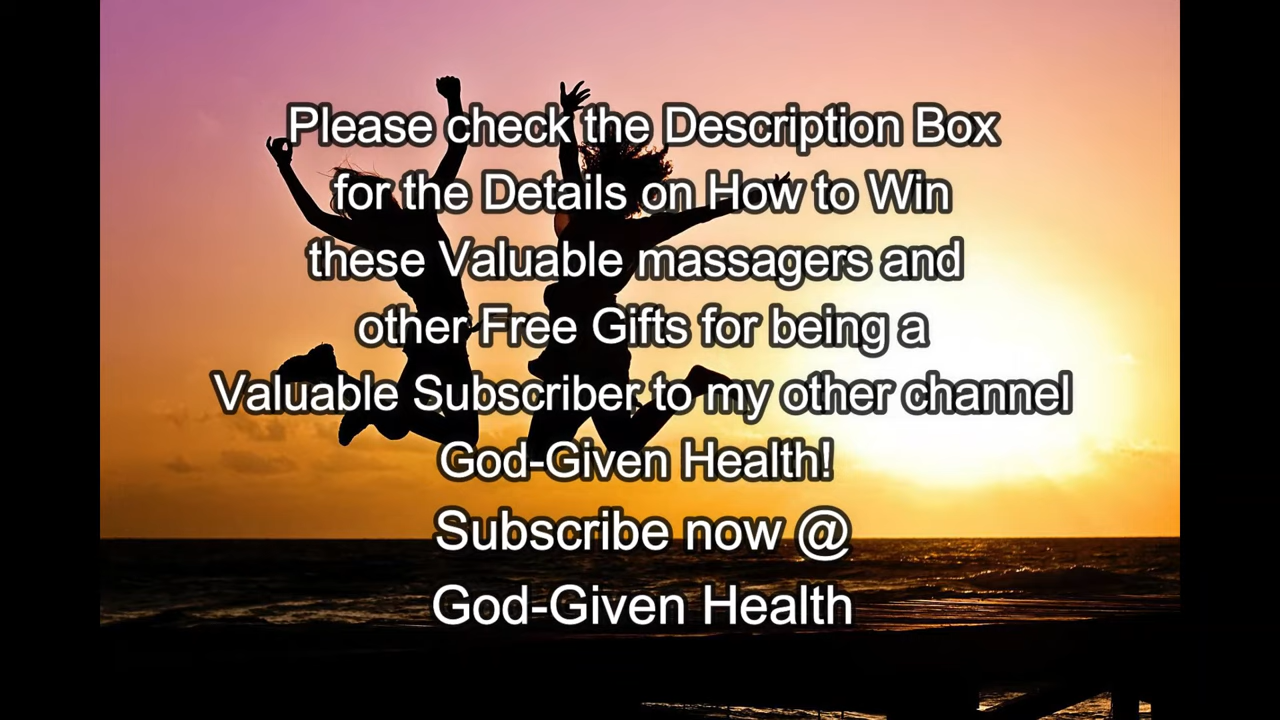 Please check the Description Box
for the Details on How to Win
these Valuable massagers and
other Free Gifts for being a
Valuable Subscriber to my other channel
God-Given Health!
Subscribe now @
God-Given Health